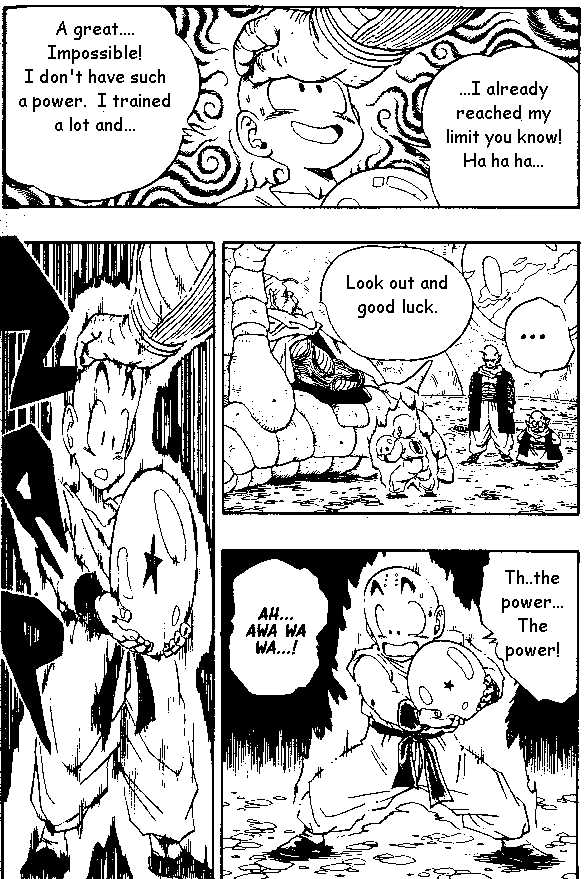 A great....
Impossible!
I don't have such
a power. I trained
a lot and...
...I already
reached my
limit you know!
Ha ha ha...
Look out and
good luck.
...
AH...
AWA WA
WA...!
Th..the
power...
The
power!